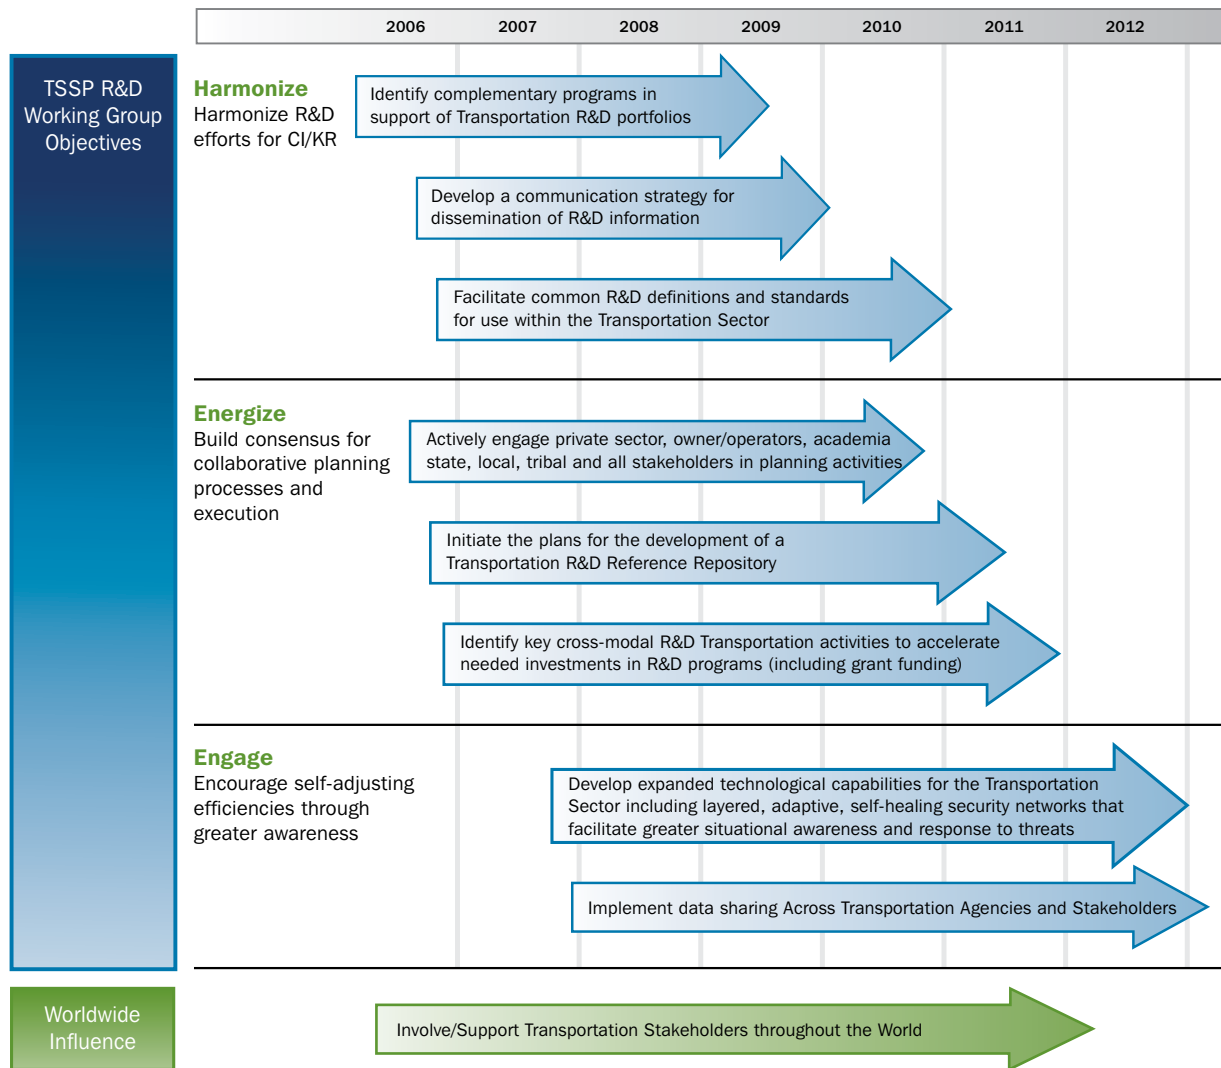 2006 2007 2008 2009 2010 2011 2012
TSSP R&D
Working Group
Objectives
Harmonize
Harmonize R&D
efforts for CI/KR
Identify complementary programs in
support of Transportation R&D portfolios
Develop a communication strategy for
dissemination of R&D information
Facilitate common R&D definitions and standards
for use within the Transportation Sector
Energize
Build consensus for
collaborative planning
processes and
execution
Actively engage private sector, owner/operators, academia
state, local, tribal and all stakeholders in planning activities
Initiate the plans for the development of a
Transportation R&D Reference Repository
Identify key cross-modal R&D Transportation activities to accelerate
needed investments in R&D programs (including grant funding)
Engage
Encourage self-adjusting
efficiencies through
greater awareness
Develop expanded technological capabilities for the Transportation
Sector including layered, adaptive, self-healing security networks that
facilitate greater situational awareness and response to threats
Implement data sharing Across Transportation Agencies and Stakeholders
Worldwide
Influence
Involve/Support Transportation Stakeholders throughout the World